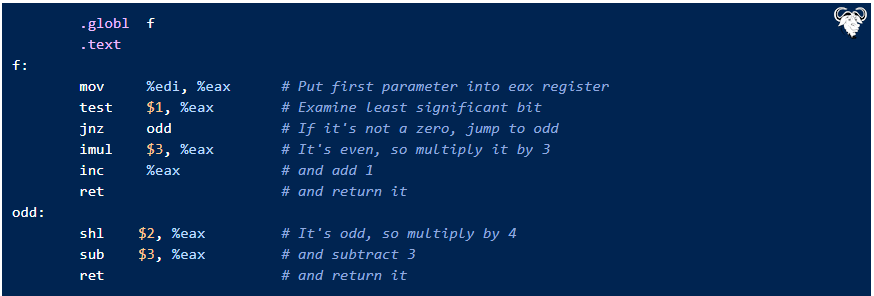 .globl f
.text
f:
mov %edi, %eax # Put first parameter into eax register
test $1, %eax # Examine least significant bit
jnz odd # If it's not a zero, jump to odd
imul $3, %eax # It's even, so multiply it by 3
inc %eax # and add 1
ret # and return it
odd:
shl $2, %eax # It's odd, so multiply by 4
sub $3, %eax # and subtract 3
ret # and return it